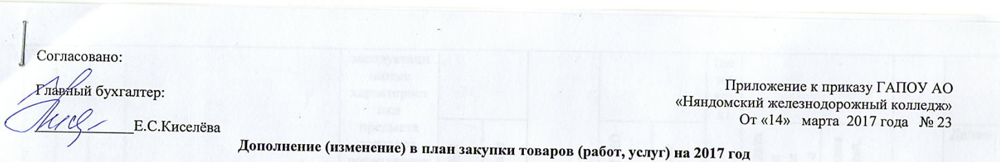 Согласовано:
Главный бухгалтер:
______________Е.С.Киселёва
Приложение к приказу ГАПОУ АО
«Няндомский железнодорожный колледж»
От «14» марта 2017 года № 23
Дополнение (изменение) в план закупки товаров (работ, услуг) на 2017 год